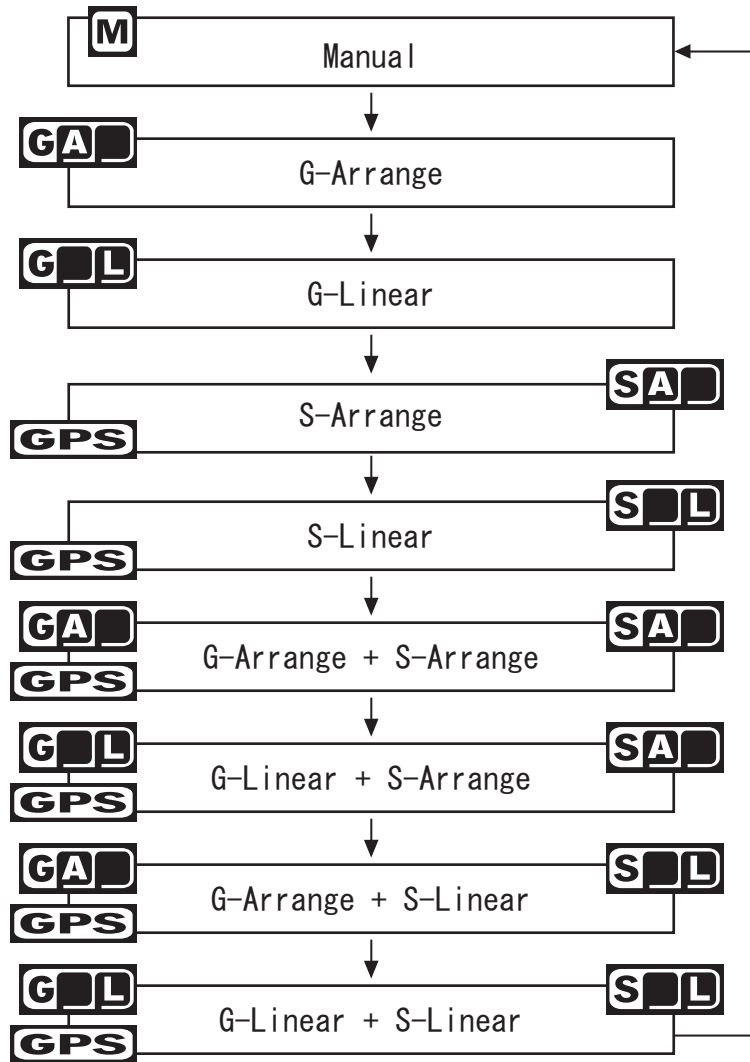 M
Manual
GA
G-Arrange
G L
G-Linear
SA
S-Arrange
GPS
S L
S-Linear
GPS
GA SA
G-Arrange + S-Arrange
GPS
G L SA
G-Linear + S-Arrange
GPS
GA S L
G-Arrange + S-Linear
GPS
G L S L
G-Linear + S-Linear
GPS